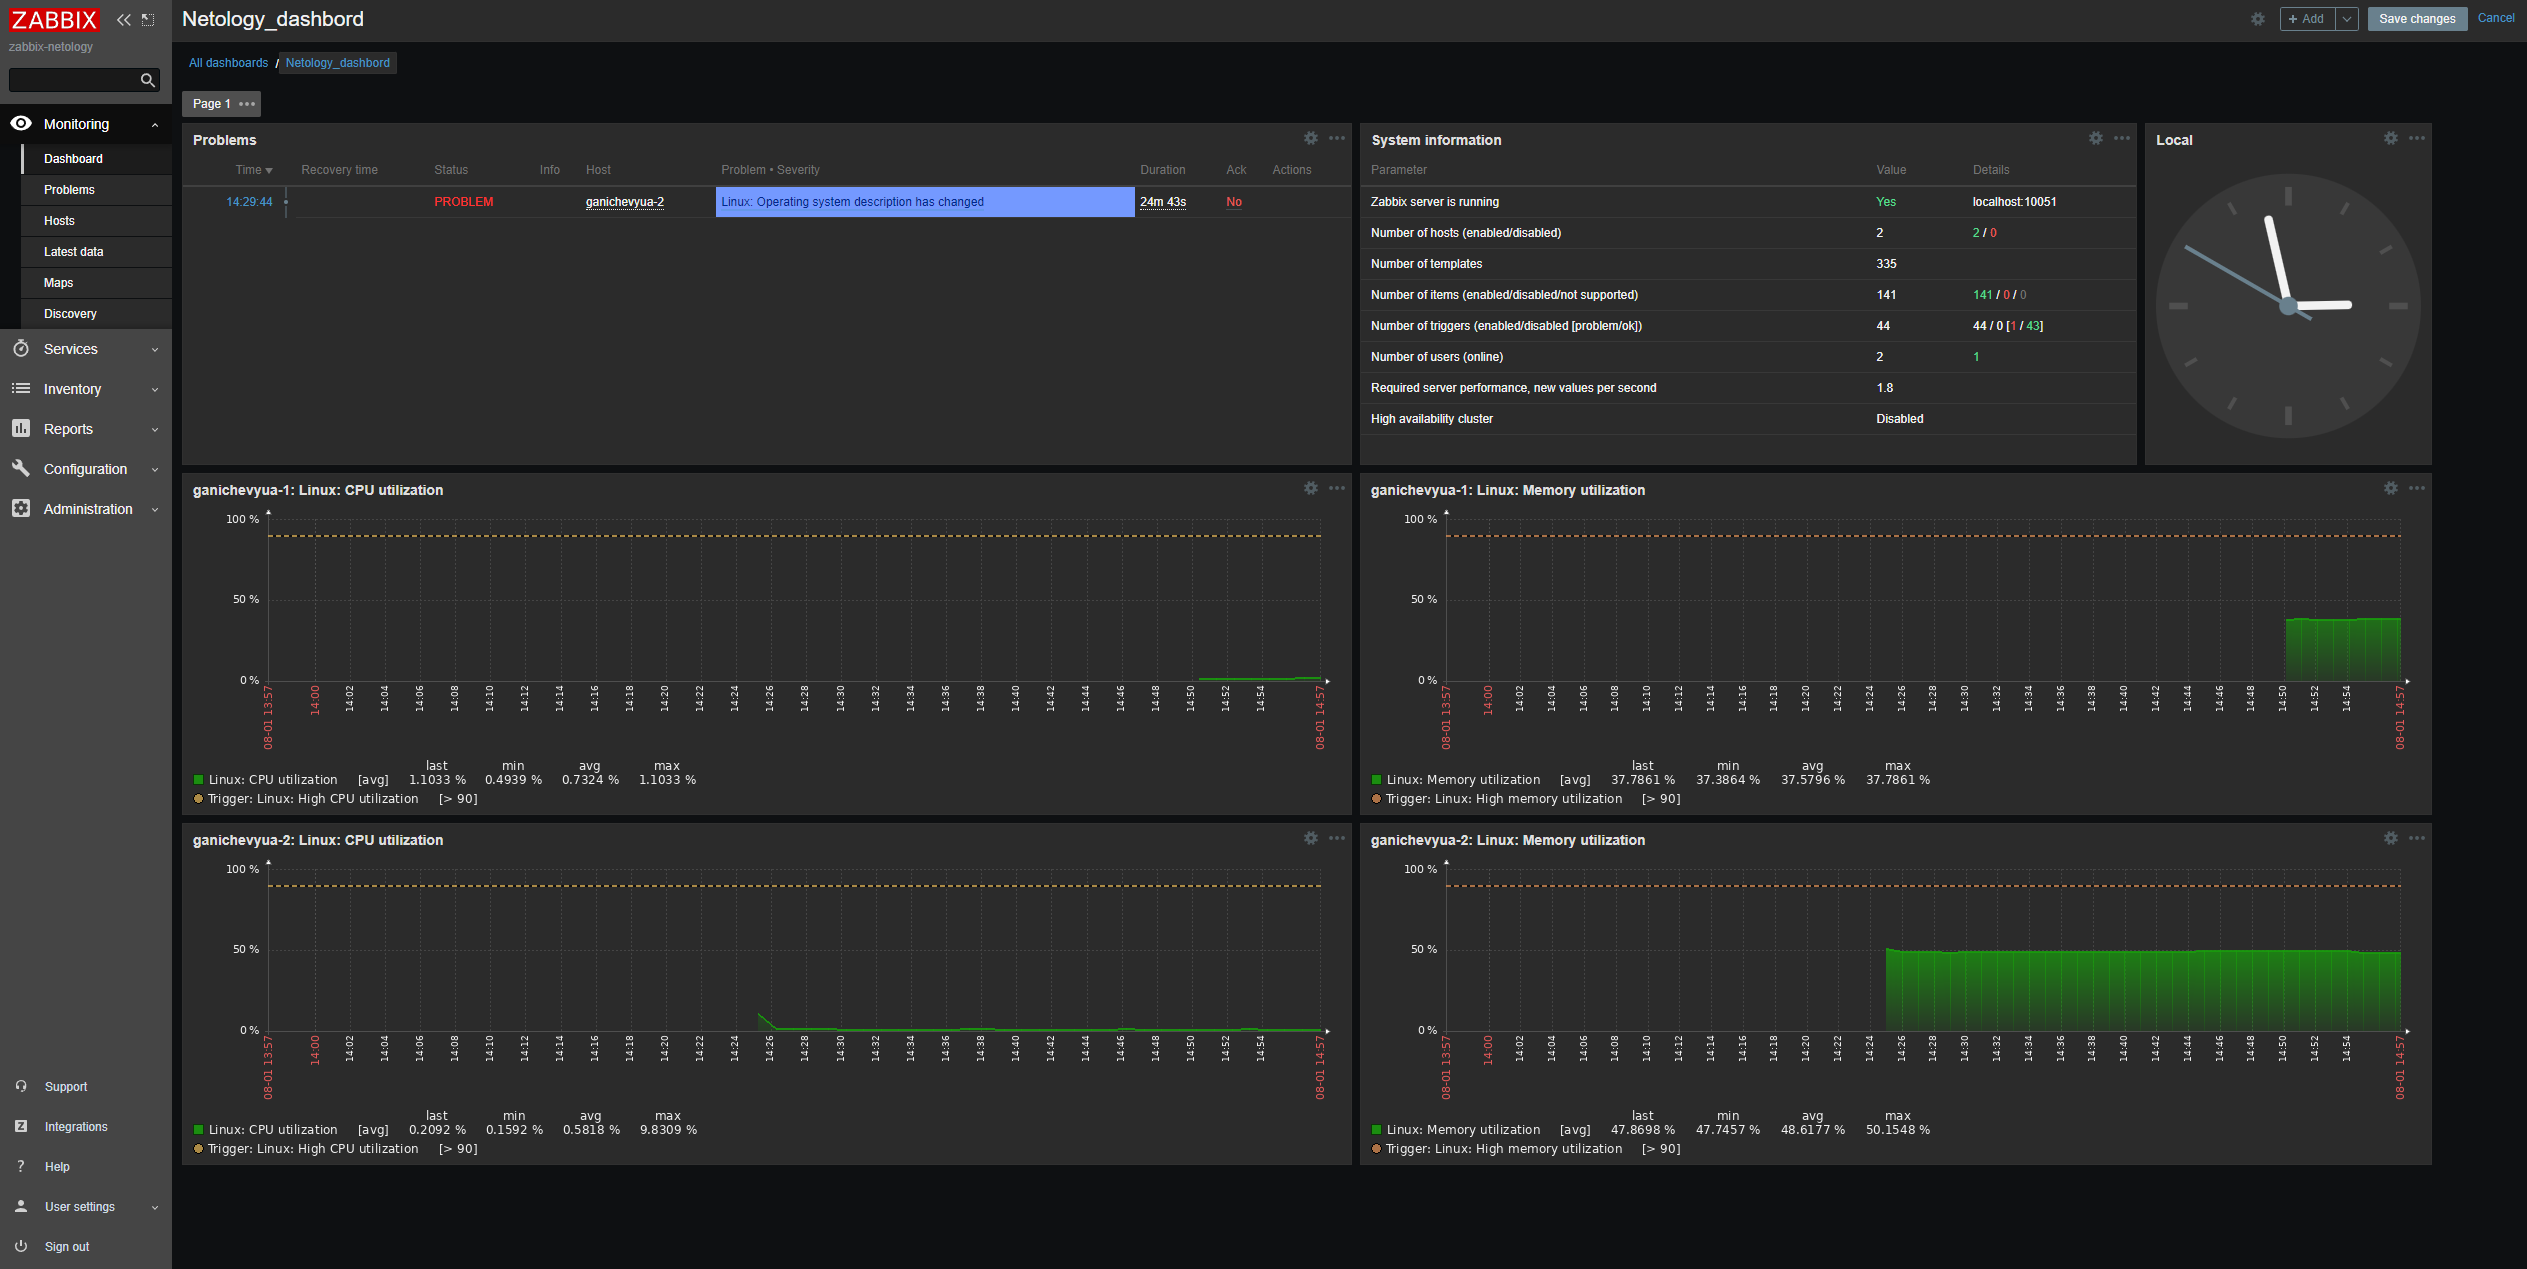 ZABBIX
zabbix-netology
Monitoring
Dashboard
Problems
Hosts
Latest data
Maps
Discovery
Services
Inventory
Reports
Configuration
Administration
Support
Integrations
? Help
User settings
Sign out
Netology_dashbord
+ Add
Save changes
Cancel
All dashboards / Netology_dashbord
Page 1
Problems
Time Recovery time Status Info Host Problem • Severity Duration Ack Actions
14:29:44 PROBLEM ganichevyua-2 Linux: Operating system description has changed 24m 43s No
System information
Parameter Value Details
Zabbix server is running Yes localhost:10051
Number of hosts (enabled/disabled) 2 2 / 0
Number of templates 335
Number of items (enabled/disabled/not supported) 141 141 / 0 / 0
Number of triggers (enabled/disabled [problem/ok]) 44 44 / 0 [1 / 43]
Number of users (online) 2 1
Required server performance, new values per second 1.8
High availability cluster Disabled
Local
ganichevyua-1: Linux: CPU utilization
100 %
50 %
0 %
08-01 13:57 14:00 14:02 14:04 14:06 14:08 14:10 14:12 14:14 14:16 14:18 14:20 14:22 14:24 14:26 14:28 14:30 14:32 14:34 14:36 14:38 14:40 14:42 14:44 14:46 14:48 14:50 14:52 14:54 08-01 14:57
last min avg max
Linux: CPU utilization [avg] 1.1033 % 0.4939 % 0.7324 % 1.1033 %
Trigger: Linux: High CPU utilization [> 90]
ganichevyua-1: Linux: Memory utilization
100 %
50 %
0 %
08-01 13:57 14:00 14:02 14:04 14:06 14:08 14:10 14:12 14:14 14:16 14:18 14:20 14:22 14:24 14:26 14:28 14:30 14:32 14:34 14:36 14:38 14:40 14:42 14:44 14:46 14:48 14:50 14:52 14:54 08-01 14:57
last min avg max
Linux: Memory utilization [avg] 37.7861 % 37.3864 % 37.5796 % 37.7861 %
Trigger: Linux: High memory utilization [> 90]
ganichevyua-2: Linux: CPU utilization
100 %
50 %
0 %
08-01 13:57 14:00 14:02 14:04 14:06 14:08 14:10 14:12 14:14 14:16 14:18 14:20 14:22 14:24 14:26 14:28 14:30 14:32 14:34 14:36 14:38 14:40 14:42 14:44 14:46 14:48 14:50 14:52 14:54 08-01 14:57
last min avg max
Linux: CPU utilization [avg] 0.2092 % 0.1592 % 0.5818 % 9.8309 %
Trigger: Linux: High CPU utilization [> 90]
ganichevyua-2: Linux: Memory utilization
100 %
50 %
0 %
08-01 13:57 14:00 14:02 14:04 14:06 14:08 14:10 14:12 14:14 14:16 14:18 14:20 14:22 14:24 14:26 14:28 14:30 14:32 14:34 14:36 14:38 14:40 14:42 14:44 14:46 14:48 14:50 14:52 14:54 08-01 14:57
last min avg max
Linux: Memory utilization [avg] 47.8698 % 47.7457 % 48.6177 % 50.1548 %
Trigger: Linux: High memory utilization [> 90]